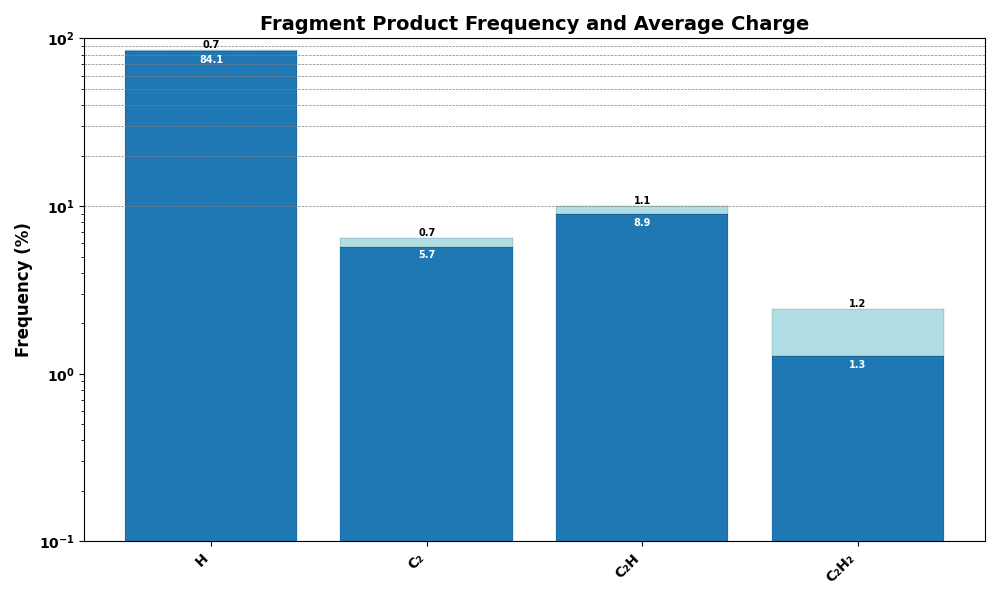 Fragment Product Frequency and Average Charge
Frequency (%)
10²
10¹
10⁰
10⁻¹
0.7
84.1
0.7
5.7
1.1
8.9
1.2
1.3
H
C₂
C₂H
C₂H₂